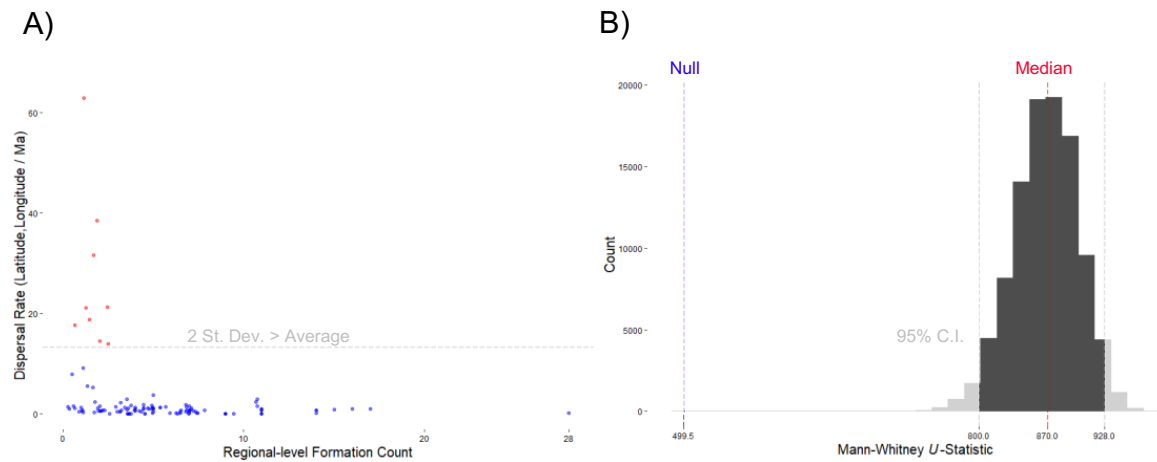 A)
Dispersal Rate (Latitude,Longitude / Ma)
60
40
20
0
2 St. Dev. > Average
0
10
20
28
Regional-level Formation Count
B)
Null
Median
Count
20000
15000
10000
5000
0
95% C.I.
499.5
800.0
870.0
928.0
Mann-Whitney U-Statistic